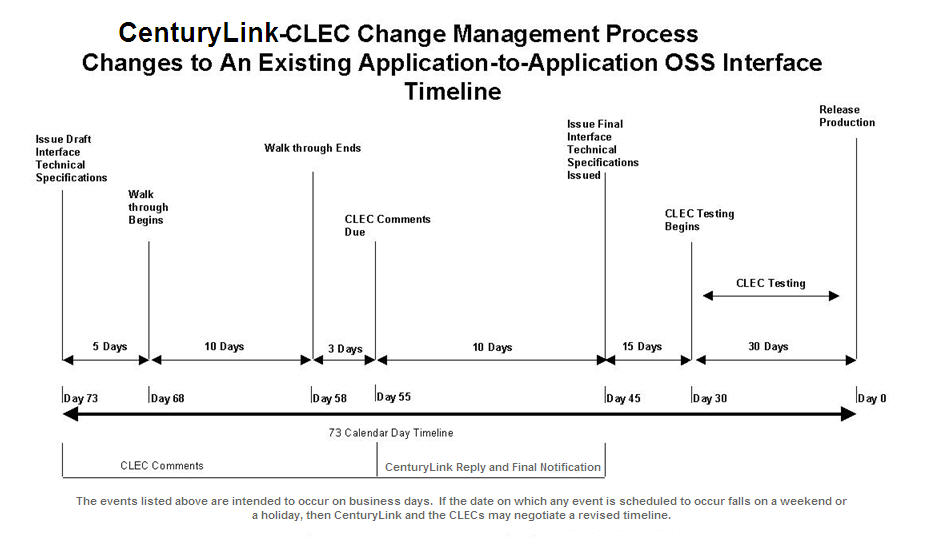 CenturyLink-CLEC Change Management Process
Changes to An Existing Application-to-Application OSS Interface
Timeline
Release
Production
Issue Final
Interface
Technical
Specifications
Issued
Issue Draft
Interface
Technical
Specifications
Walk through Ends
Walk
through
Begins
CLEC Comments
Due
CLEC Testing
Begins
CLEC Testing
5 Days
10 Days
3 Days
10 Days
15 Days
30 Days
Day 73
Day 68
Day 58
Day 55
Day 45
Day 30
Day 0
73 Calendar Day Timeline
CLEC Comments
CenturyLink Reply and Final Notification
The events listed above are intended to occur on business days.  If the date on which any event is scheduled to occur falls on a weekend or
a holiday, then CenturyLink and the CLECs may negotiate a revised timeline.